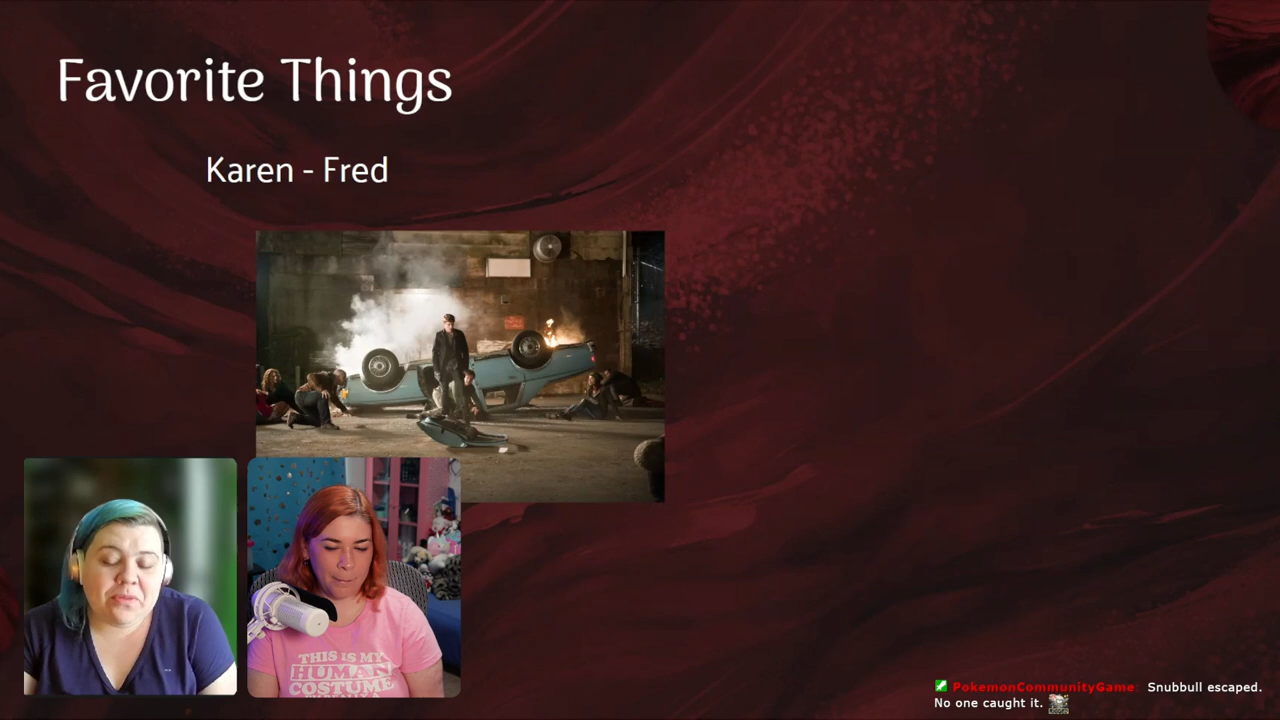 Favorite Things
Karen - Fred
THIS IS MY
HUMAN
COSTUME
PokemonCommunityGame: Snubbull escaped.
No one caught it.